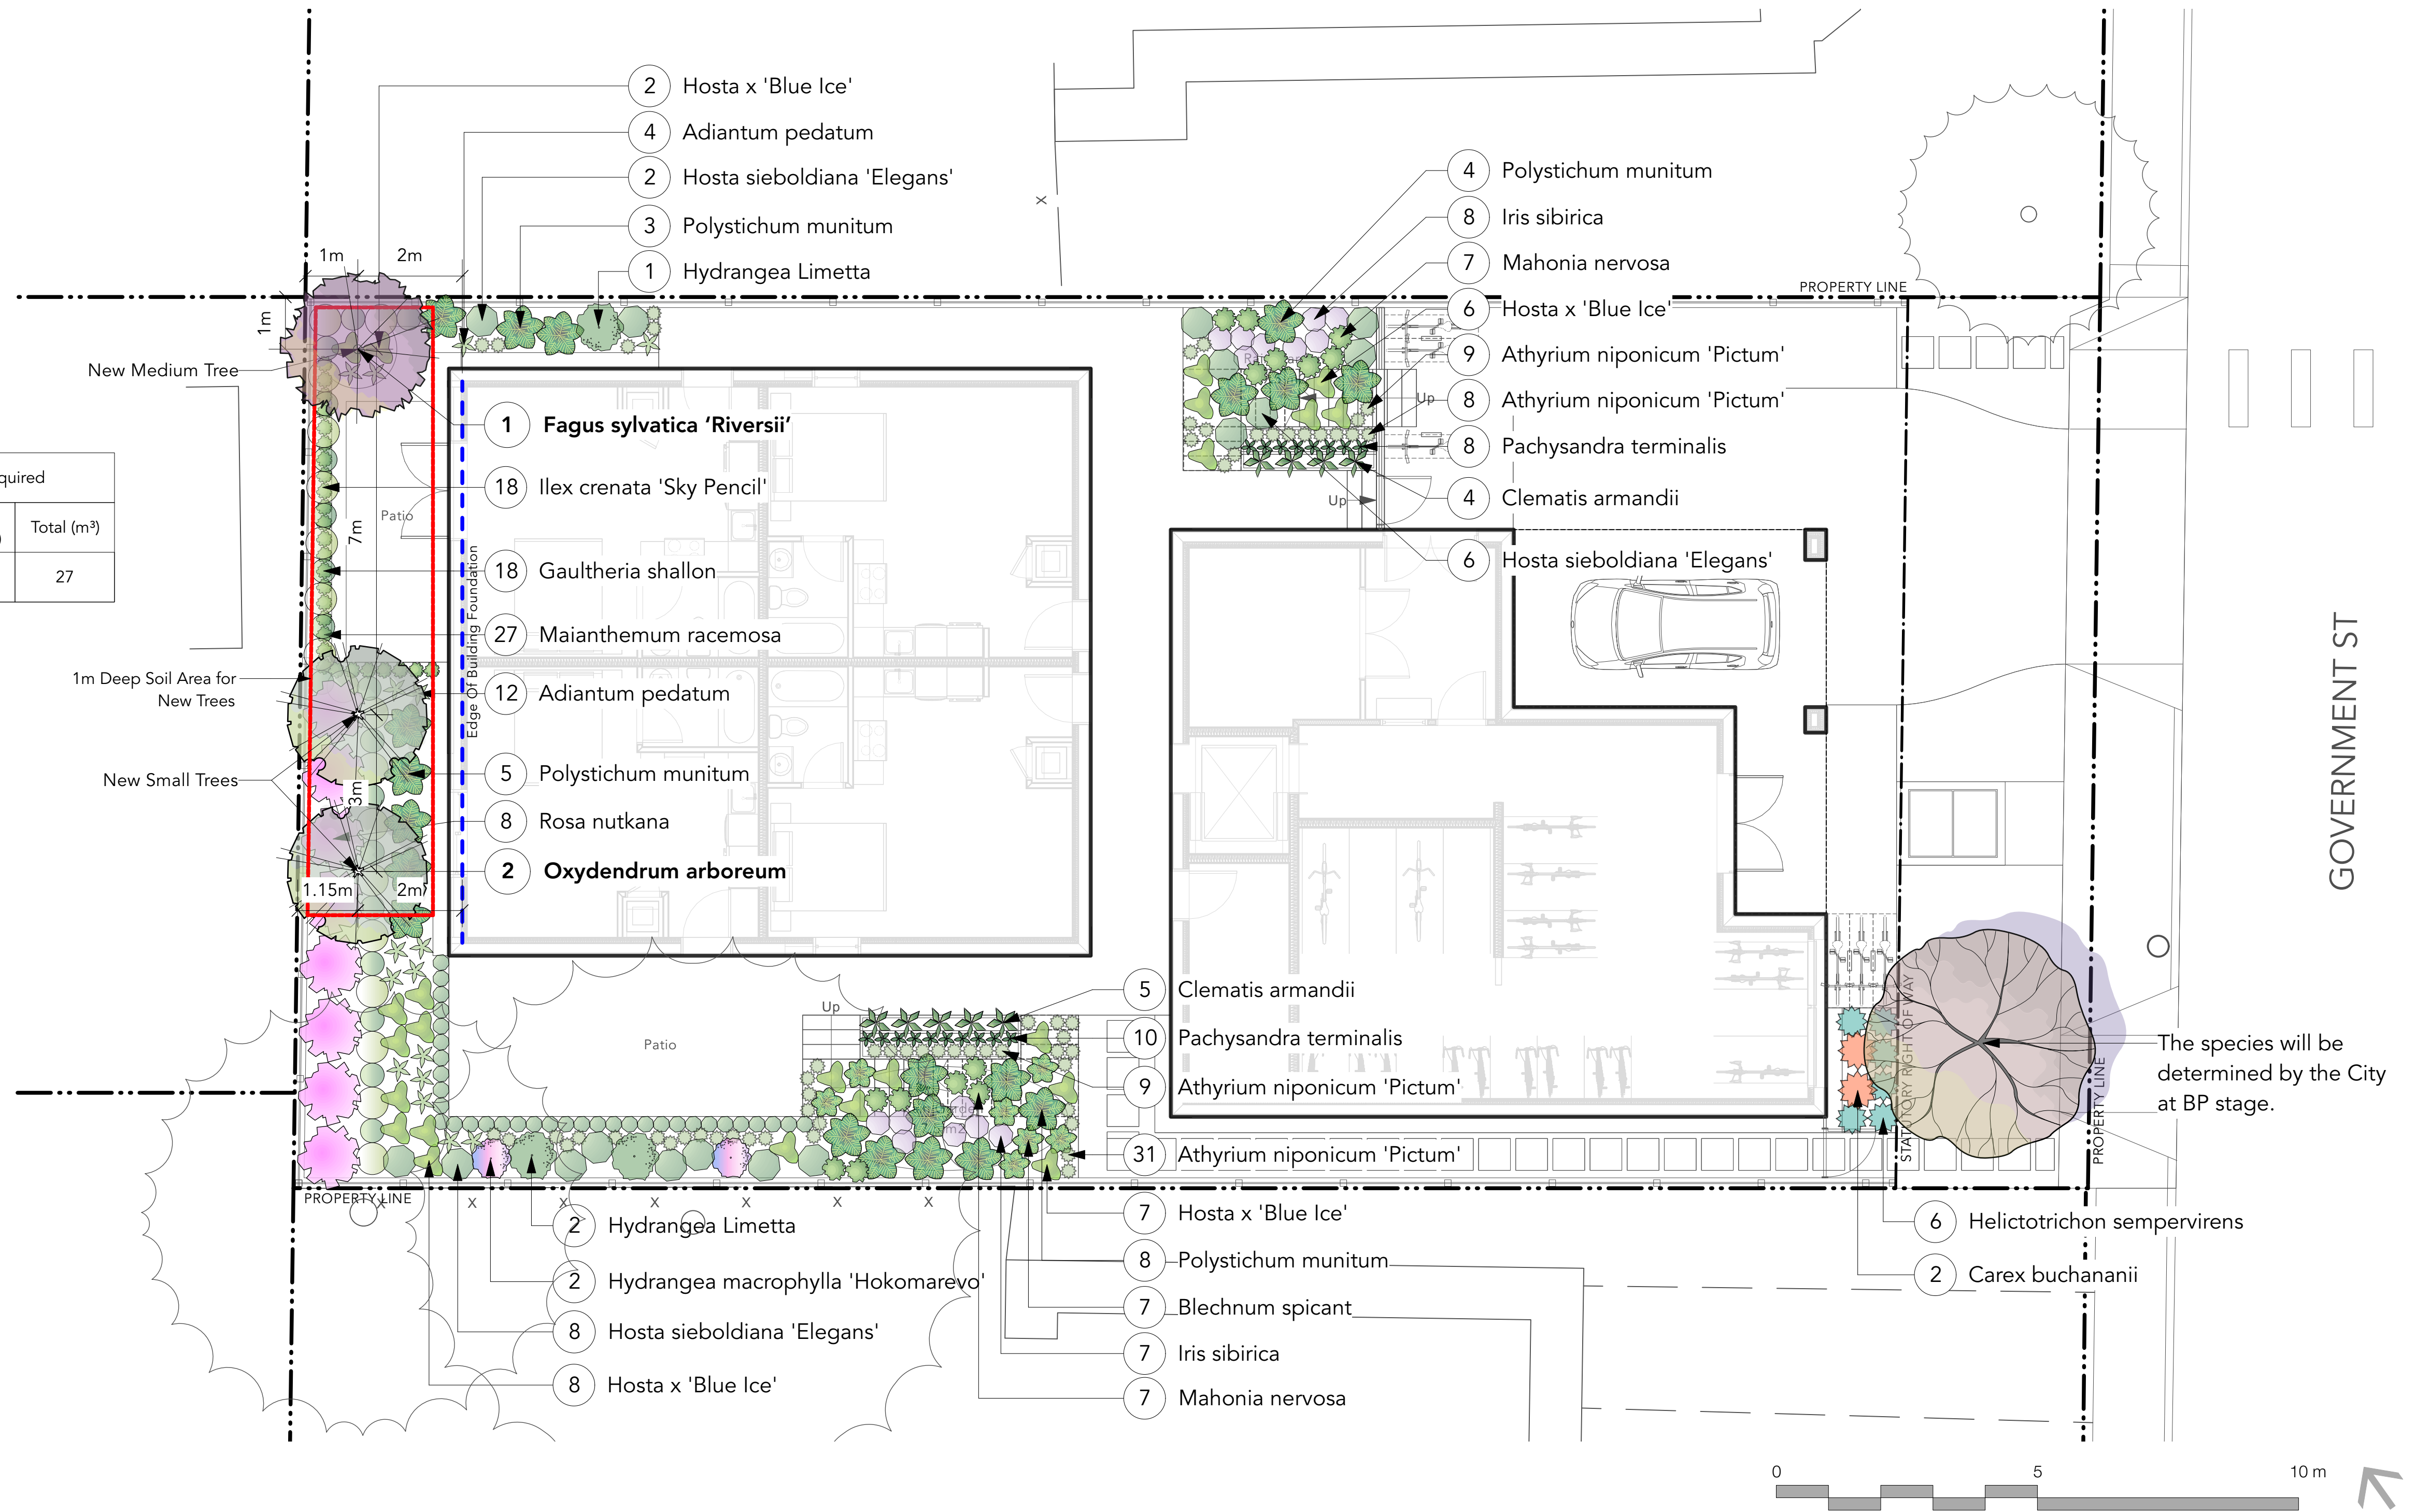 2 Hosta x 'Blue Ice'
4 Adiantum pedatum
2 Hosta sieboldiana 'Elegans'
3 Polystichum munitum
1 Hydrangea Limetta
4 Polystichum munitum
8 Iris sibirica
7 Mahonia nervosa
6 Hosta x 'Blue Ice'
9 Athyrium niponicum 'Pictum'
8 Athyrium niponicum 'Pictum'
8 Pachysandra terminalis
4 Clematis armandii
6 Hosta sieboldiana 'Elegans'
PROPERTY LINE
X
1m
2m
1m
New Medium Tree
1 Fagus sylvatica ‘Riversii’
18 Ilex crenata 'Sky Pencil'
18 Gaultheria shallon
27 Maianthemum racemosa
12 Adiantum pedatum
5 Polystichum munitum
8 Rosa nutkana
2 Oxydendrum arboreum
Patio
7m
Edge Of Building Foundation
quired
Total (m³)
27
1m Deep Soil Area for
New Trees
New Small Trees
3m
1.15m
2m
Up
Up
GOVERNMENT ST
Patio
Up
5 Clematis armandii
10 Pachysandra terminalis
9 Athyrium niponicum 'Pictum'
31 Athyrium niponicum 'Pictum'
STATUTORY RIGHT OF WAY
PROPERTY LINE
The species will be
determined by the City
at BP stage.
PROPERTY LINE
X X X X X X X
2 Hydrangea Limetta
2 Hydrangea macrophylla 'Hokomarevo'
8 Hosta sieboldiana 'Elegans'
8 Hosta x 'Blue Ice'
7 Hosta x 'Blue Ice'
8 Polystichum munitum
7 Blechnum spicant
7 Iris sibirica
7 Mahonia nervosa
6 Helictotrichon sempervirens
2 Carex buchananii
0 5 10 m